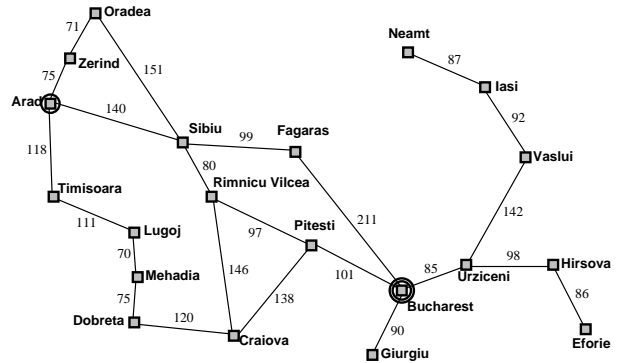 Oradea
71
Neamt
87
Zerind
75
151
Iasi
Arad
140
92
Sibiu
99
Fagaras
118
Vaslui
80
Timisoara
Rimnicu Vilcea
111
Lugoj
97
Pitesti
211
142
70
98
Hirsova
Mehadia
146
101
85
Urziceni
75
138
86
Bucharest
Dobreta
120
90
Craiova
Eforie
Giurgiu